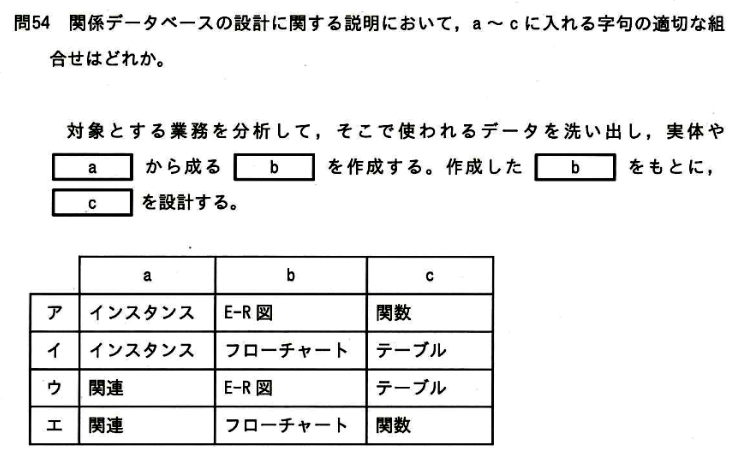 問54　関係データベースの設計に関する説明において，a～cに入れる字句の適切な組
合せはどれか。
対象とする業務を分析して，そこで使われるデータを洗い出し，実体や
a から成る b を作成する。作成した b をもとに，
c を設計する。
a b c
ア インスタンス E-R図 関数
イ インスタンス フローチャート テーブル
ウ 関連 E-R図 テーブル
エ 関連 フローチャート 関数